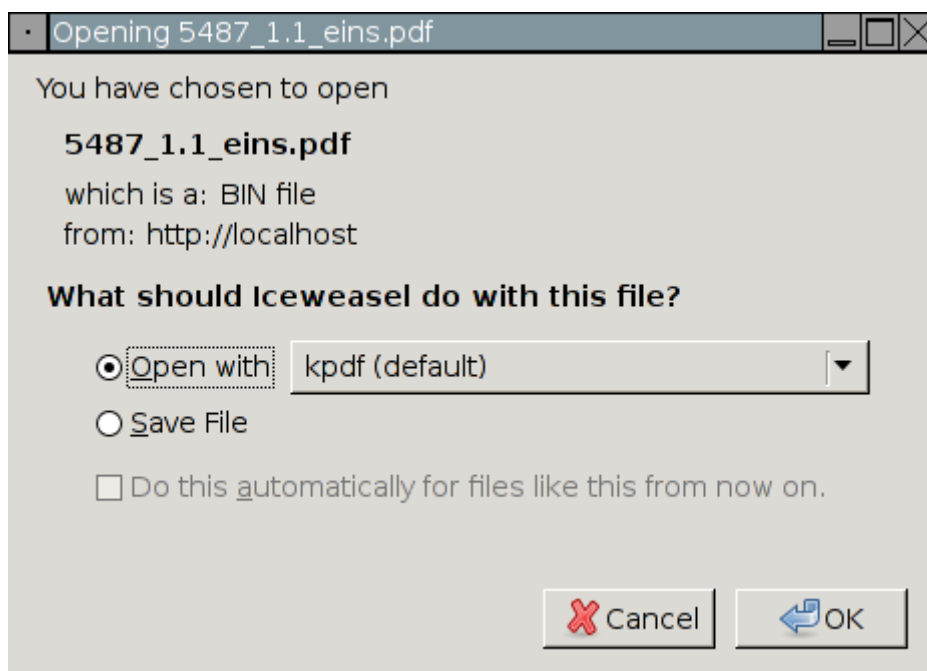 Opening 5487_1.1_eins.pdf
You have chosen to open
5487_1.1_eins.pdf
which is a: BIN file
from: http://localhost
What should Iceweasel do with this file?
Open with kpdf (default)
Save File
Do this automatically for files like this from now on.
Cancel OK